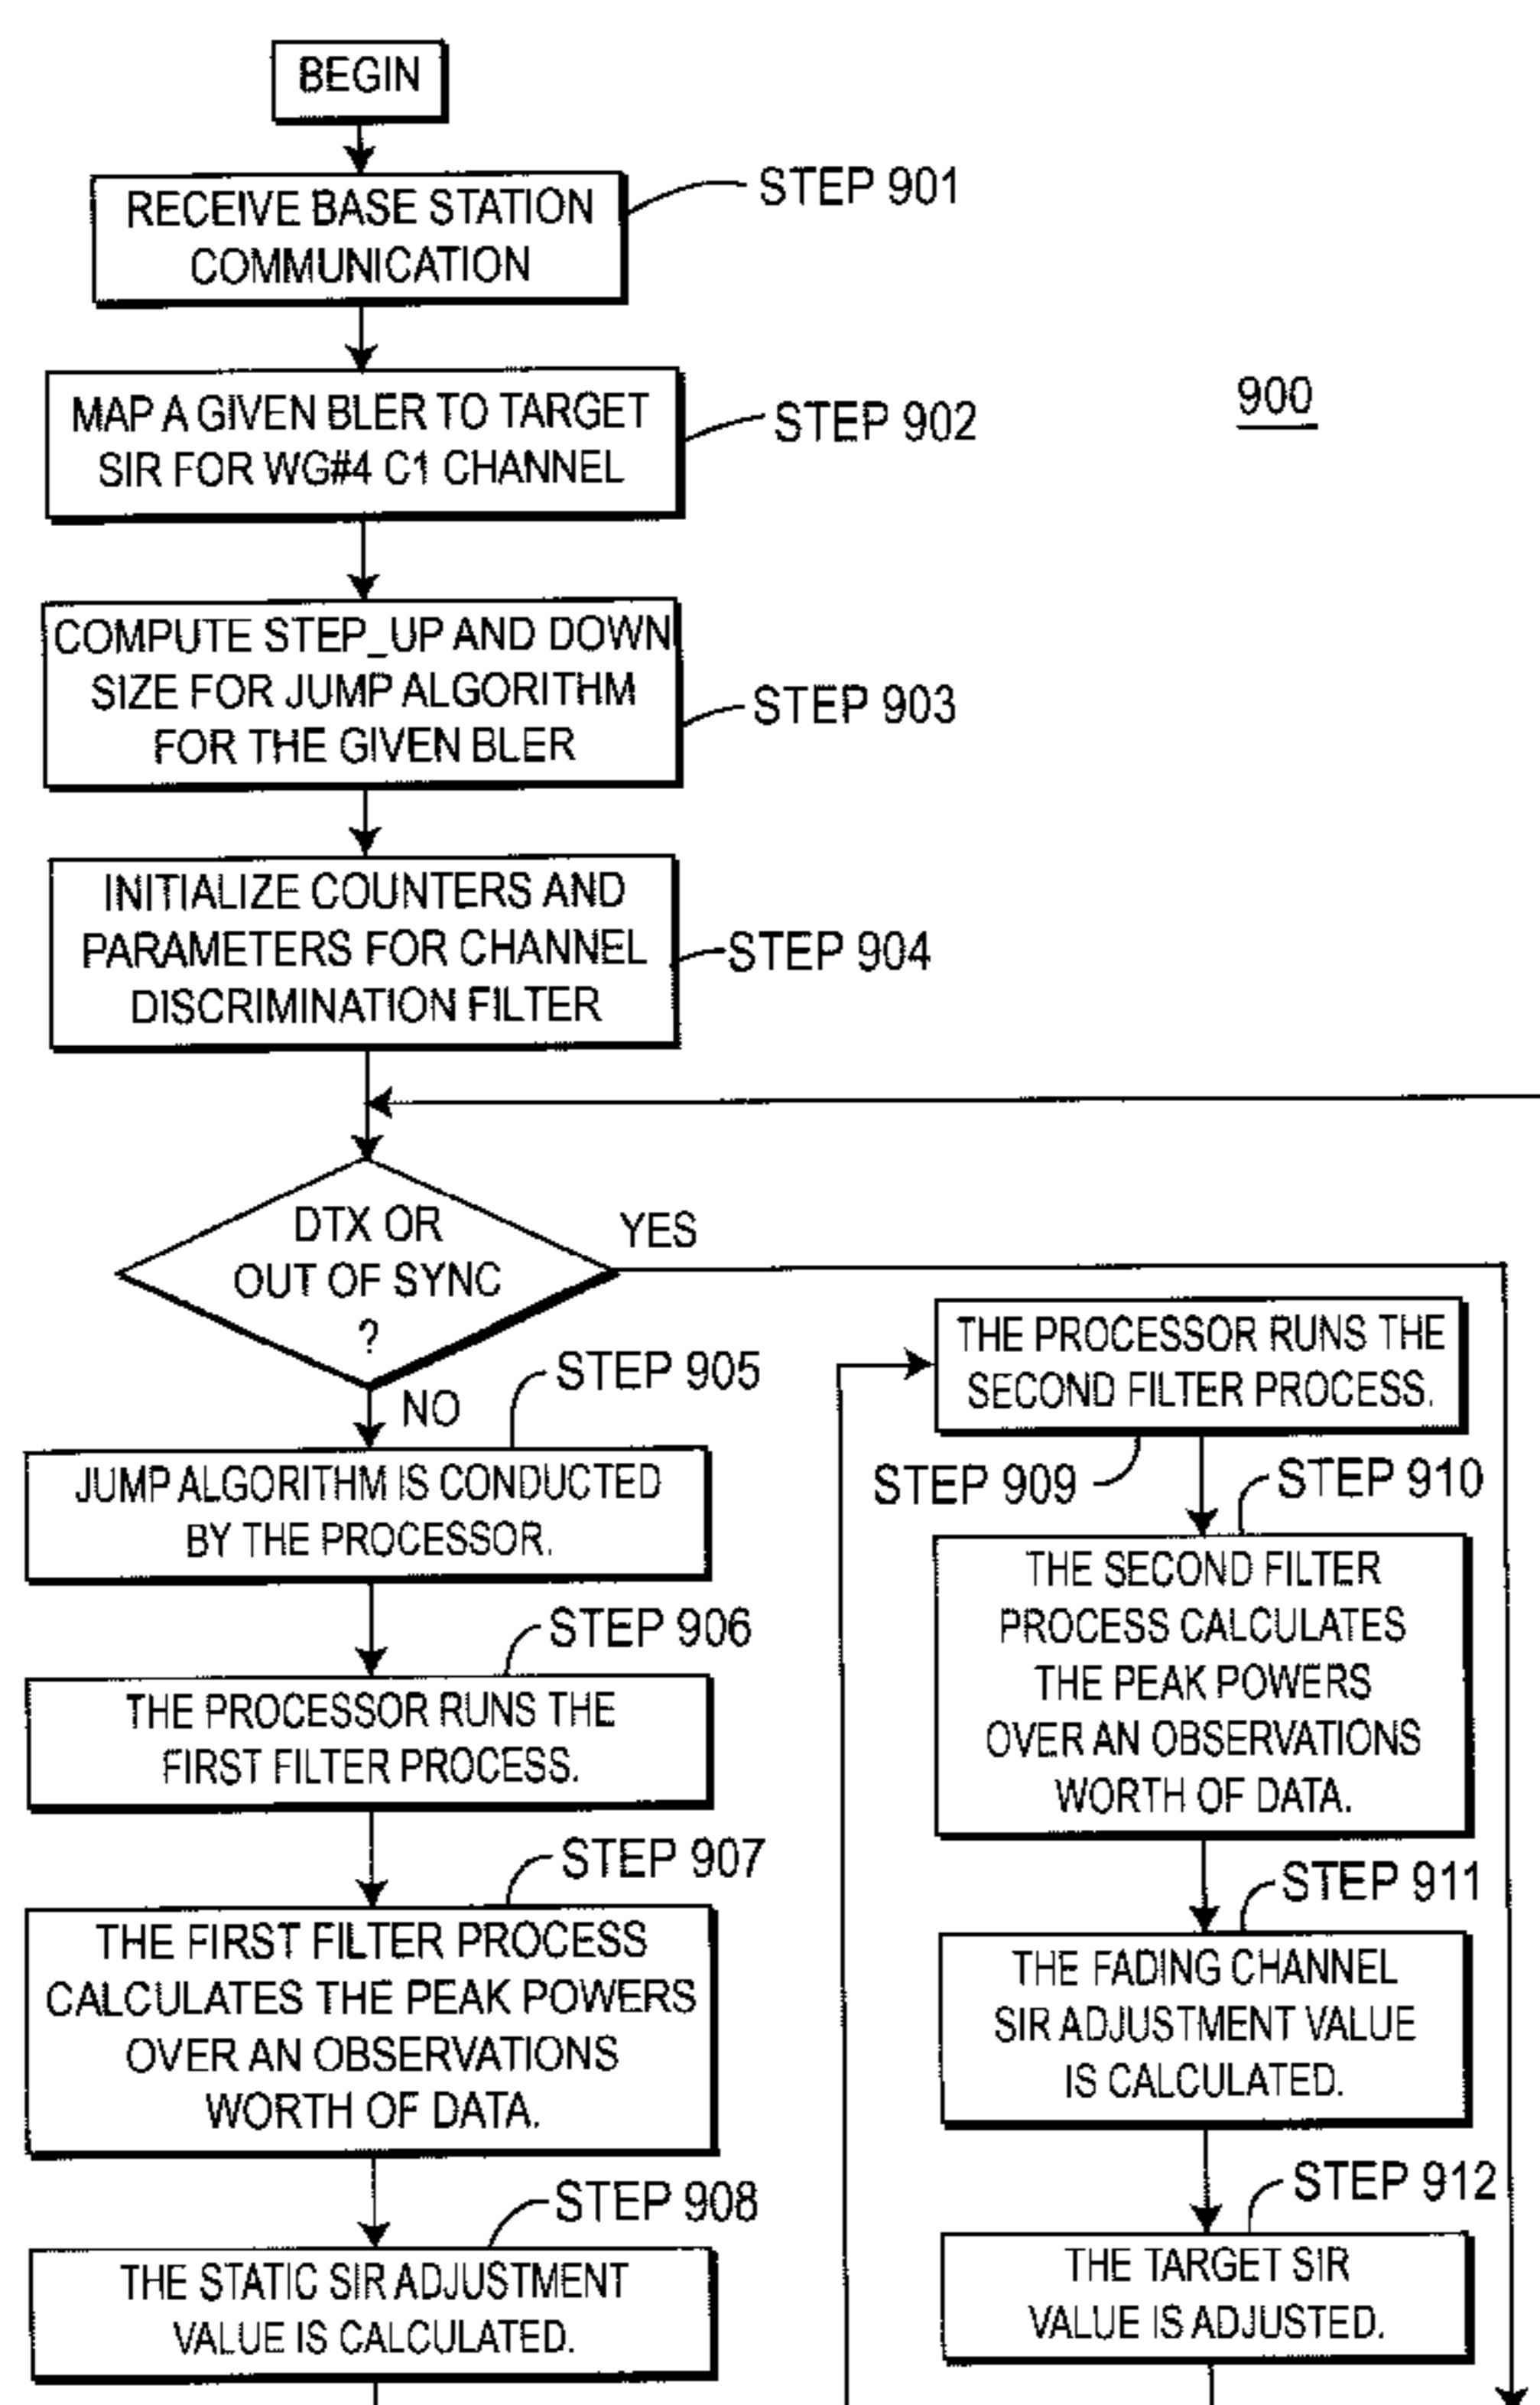 BEGIN
RECEIVE BASE STATION
COMMUNICATION
STEP 901
MAP A GIVEN BLER TO TARGET
SIR FOR WG#4 C1 CHANNEL
STEP 902
900
COMPUTE STEP_UP AND DOWN
SIZE FOR JUMP ALGORITHM
FOR THE GIVEN BLER
STEP 903
INITIALIZE COUNTERS AND
PARAMETERS FOR CHANNEL
DISCRIMINATION FILTER
STEP 904
DTX OR
OUT OF SYNC
?
YES
NO
STEP 905
JUMP ALGORITHM IS CONDUCTED
BY THE PROCESSOR.
STEP 906
THE PROCESSOR RUNS THE
FIRST FILTER PROCESS.
STEP 907
THE FIRST FILTER PROCESS
CALCULATES THE PEAK POWERS
OVER AN OBSERVATIONS
WORTH OF DATA.
STEP 908
THE STATIC SIR ADJUSTMENT
VALUE IS CALCULATED.
THE PROCESSOR RUNS THE
SECOND FILTER PROCESS.
STEP 909
STEP 910
THE SECOND FILTER
PROCESS CALCULATES
THE PEAK POWERS
OVER AN OBSERVATIONS
WORTH OF DATA.
STEP 911
THE FADING CHANNEL
SIR ADJUSTMENT VALUE
IS CALCULATED.
STEP 912
THE TARGET SIR
VALUE IS ADJUSTED.